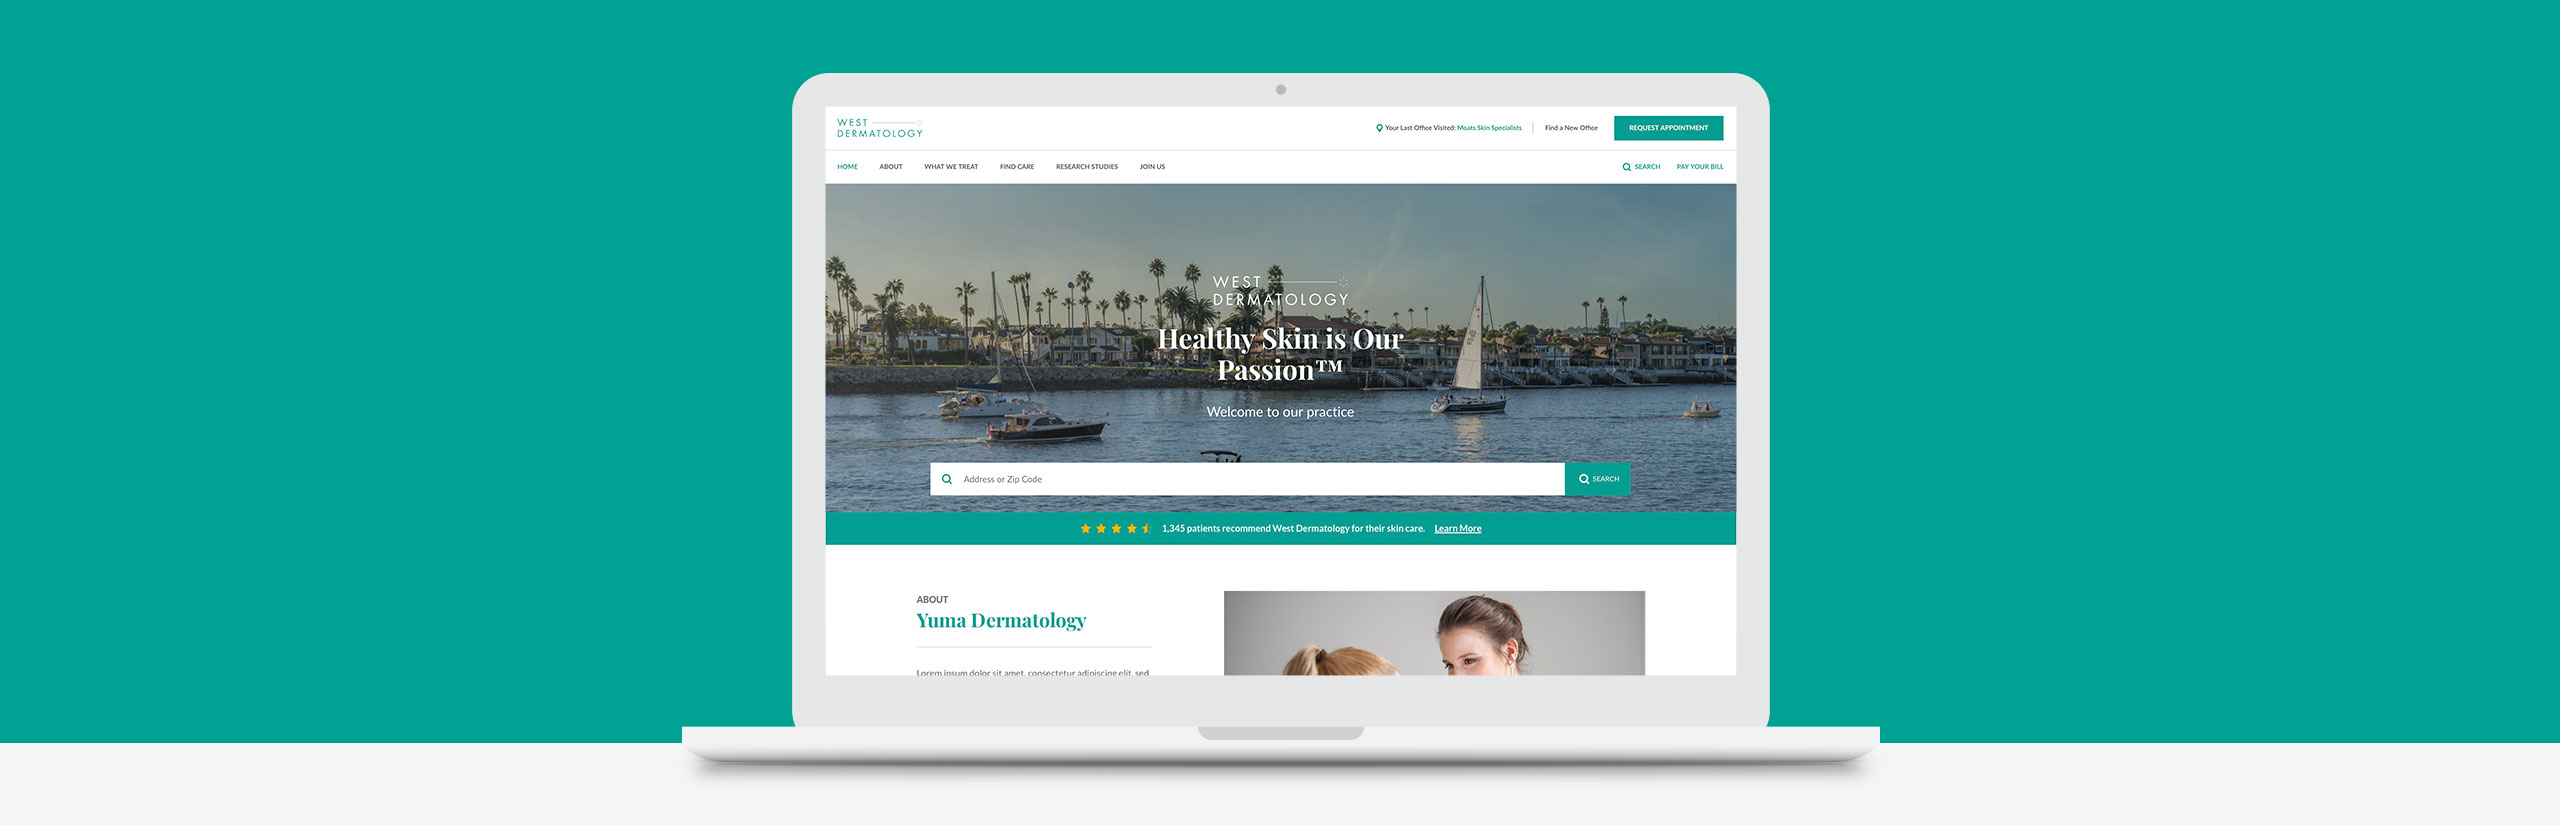 WEST
DERMATOLOGY
Your Last Office Visited: Moats Skin Specialists
Find a New Office
REQUEST APPOINTMENT
HOME
ABOUT
WHAT WE TREAT
FIND CARE
RESEARCH STUDIES
JOIN US
SEARCH
PAY YOUR BILL
WEST
DERMATOLOGY
Healthy Skin is Our
Passion™
Welcome to our practice
Address or Zip Code
SEARCH
1,345 patients recommend West Dermatology for their skin care. Learn More
ABOUT
Yuma Dermatology
Lorem ipsum dolor sit amet, consectetur adipiscing elit, sed